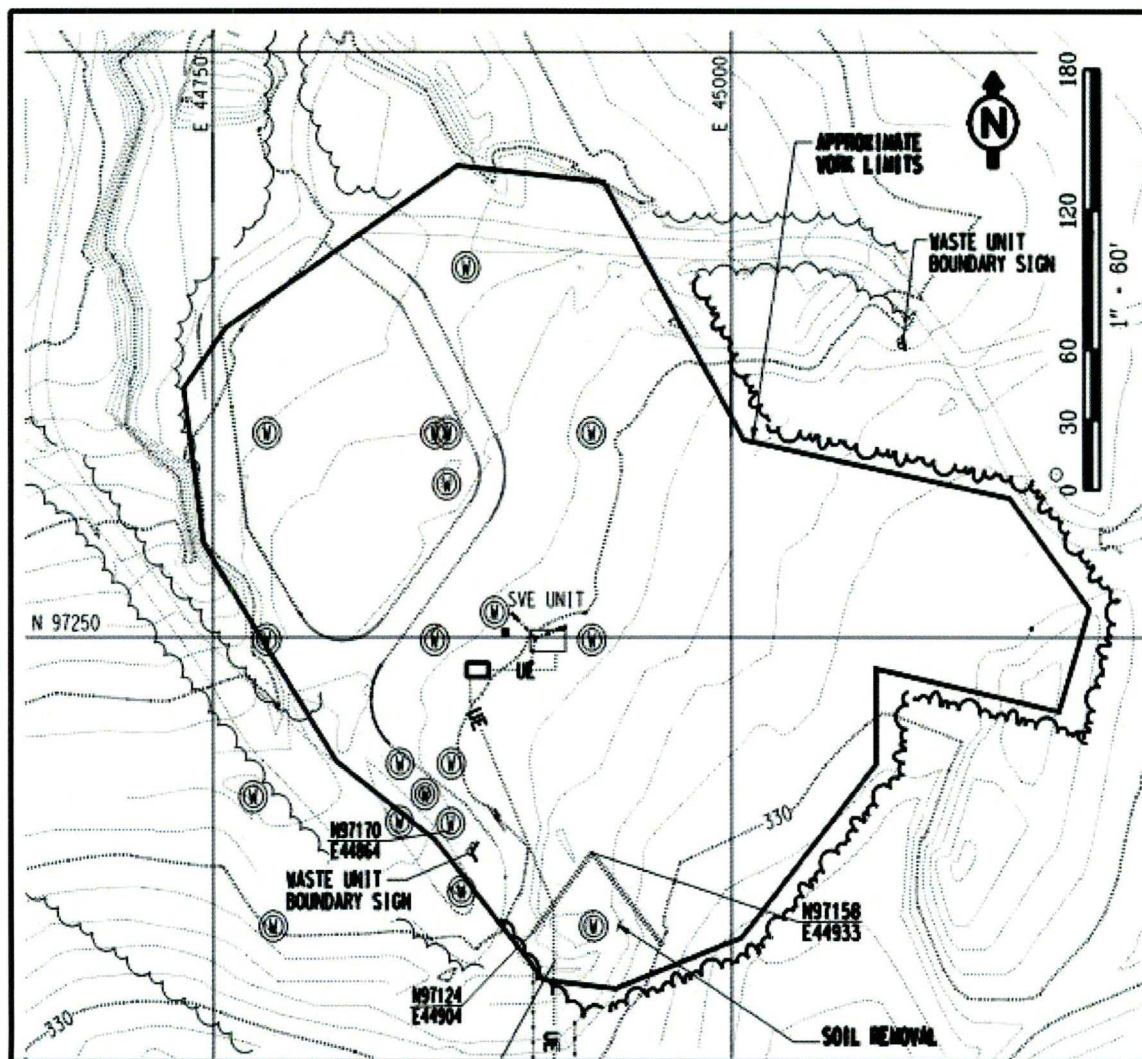 E 44750
E 45000
N
180
120
60
30
0
1" - 60'
APPROXIMATE
WORK LIMITS
WASTE UNIT
BOUNDARY SIGN
W
W W W
W
W
W
SVE UNIT
N 97250
W
W
W
UE
UE
W
W
W
W
W
W
330
N97170
E44864
WASTE UNIT
BOUNDARY SIGN
W
W
W
N97158
E44933
N97124
E44904
330
UE
SOIL REMOVAL